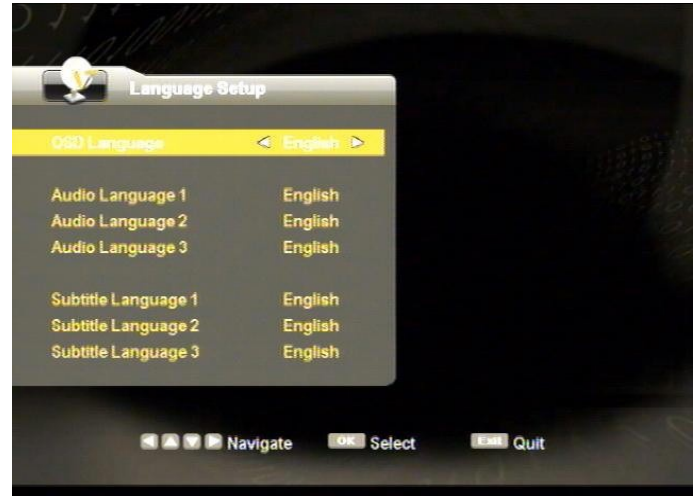 Language Setup
OSD Language English
Audio Language 1 English
Audio Language 2 English
Audio Language 3 English
Subtitle Language 1 English
Subtitle Language 2 English
Subtitle Language 3 English
Navigate OK Select Exit Quit